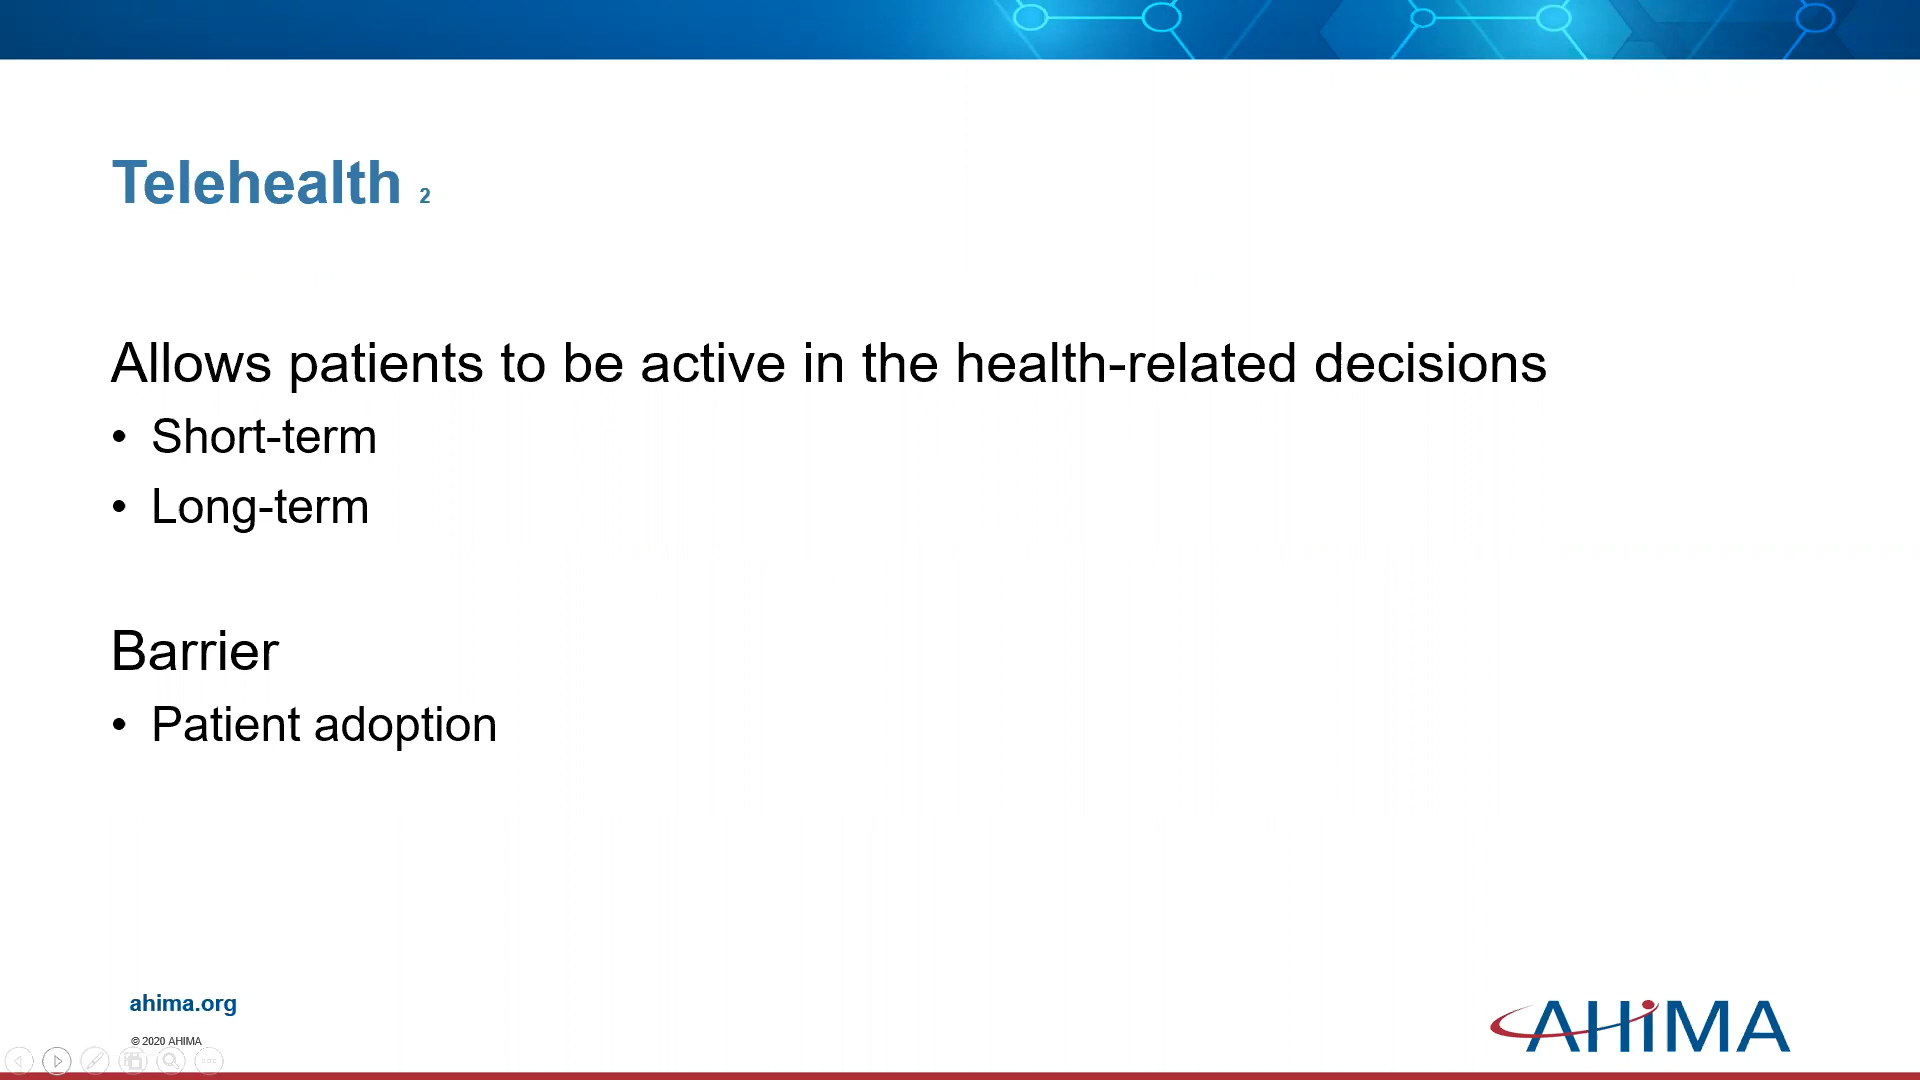 Telehealth 2
Allows patients to be active in the health-related decisions
• Short-term
• Long-term
Barrier
• Patient adoption
ahima.org
© 2020 AHIMA
AHiMA